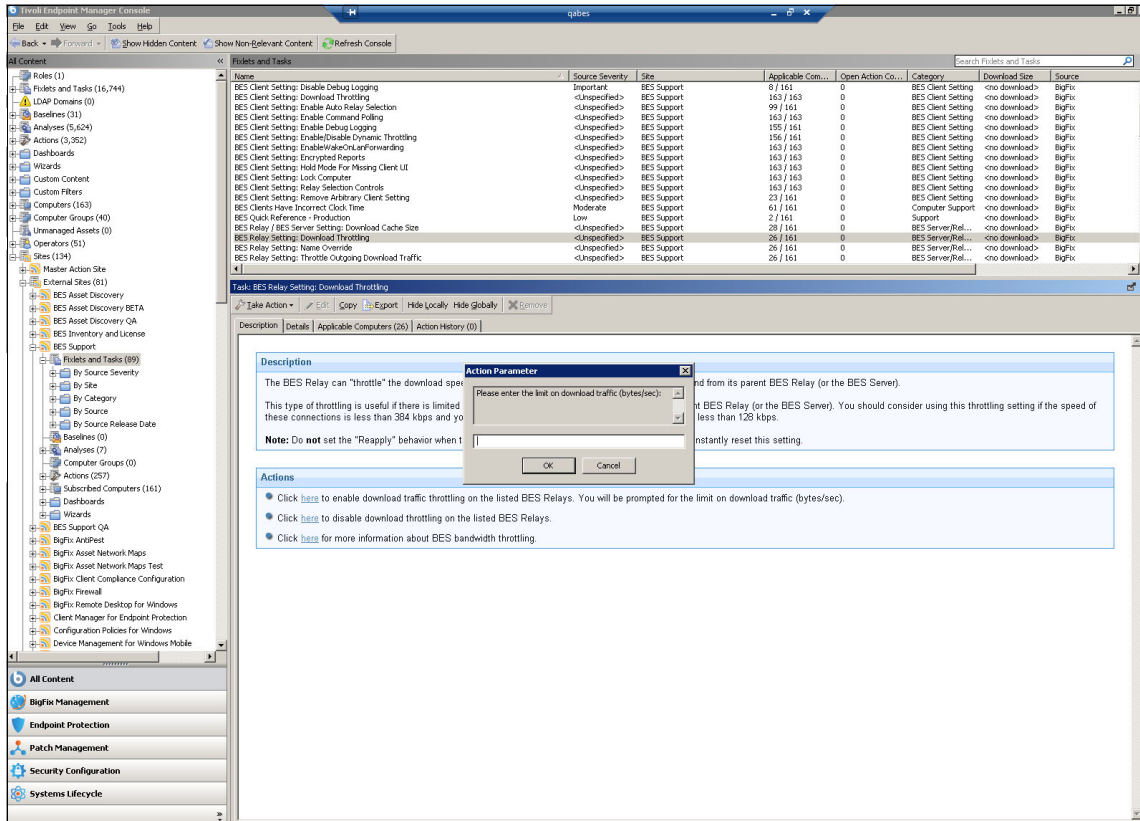 Tivoli Endpoint Manager Console
qabes
File Edit View Go Tools Help
Back Forward Show Hidden Content Show Non-Relevant Content Refresh Console
All Content
Fixlets and Tasks
Search Fixlets and Tasks
Name Source Severity Site Applicable Com... Open Action Co... Category Download Size Source
BES Client Setting: Disable Debug Logging Important BES Support 8 / 161 0 BES Client Setting <no download> BigFix
BES Client Setting: Download Throttling <Unspecified> BES Support 163 / 163 0 BES Client Setting <no download> BigFix
BES Client Setting: Enable Auto Relay Selection <Unspecified> BES Support 99 / 161 0 BES Client Setting <no download> BigFix
BES Client Setting: Enable Command Polling <Unspecified> BES Support 163 / 163 0 BES Client Setting <no download> BigFix
BES Client Setting: Enable Debug Logging <Unspecified> BES Support 155 / 161 0 BES Client Setting <no download> BigFix
BES Client Setting: Enable/Disable Dynamic Throttling <Unspecified> BES Support 156 / 161 0 BES Client Setting <no download> BigFix
BES Client Setting: EnableWakeOnLanForwarding <Unspecified> BES Support 163 / 163 0 BES Client Setting <no download> BigFix
BES Client Setting: Encrypted Reports <Unspecified> BES Support 163 / 163 0 BES Client Setting <no download> BigFix
BES Client Setting: Hold Mode For Missing Client UI <Unspecified> BES Support 163 / 163 0 BES Client Setting <no download> BigFix
BES Client Setting: Lock Computer <Unspecified> BES Support 163 / 163 0 BES Client Setting <no download> BigFix
BES Client Setting: Relay Selection Controls <Unspecified> BES Support 163 / 163 0 BES Client Setting <no download> BigFix
BES Client Setting: Remove Arbitrary Client Setting <Unspecified> BES Support 23 / 161 0 BES Client Setting <no download> BigFix
BES Clients Have Incorrect Clock Time Moderate BES Support 61 / 161 0 Computer Support <no download> BigFix
BES Quick Reference - Production Low BES Support 2 / 161 0 Support <no download> BigFix
BES Relay / BES Server Setting: Download Cache Size <Unspecified> BES Support 28 / 161 0 BES Server/Rel... <no download> BigFix
BES Relay Setting: Download Throttling <Unspecified> BES Support 26 / 161 0 BES Server/Rel... <no download> BigFix
BES Relay Setting: Name Override <Unspecified> BES Support 26 / 161 0 BES Server/Rel... <no download> BigFix
BES Relay Setting: Throttle Outgoing Download Traffic <Unspecified> BES Support 26 / 161 0 BES Server/Rel... <no download> BigFix
Roles (1)
Fixlets and Tasks (16,744)
LDAP Domains (0)
Baselines (31)
Analyses (5,624)
Actions (3,352)
Dashboards
Wizards
Custom Content
Custom Filters
Computers (163)
Computer Groups (40)
Unmanaged Assets (0)
Operators (51)
Sites (134)
Master Action Site
External Sites (81)
BES Asset Discovery
BES Asset Discovery BETA
BES Asset Discovery QA
BES Inventory and License
BES Support
Fixlets and Tasks (89)
By Source Severity
By Site
By Category
By Source
By Source Release Date
Baselines (0)
Analyses (7)
Computer Groups (0)
Actions (257)
Subscribed Computers (161)
Dashboards
Wizards
BES Support QA
BigFix AntiPest
BigFix Asset Network Maps
BigFix Asset Network Maps Test
BigFix Client Compliance Configuration
BigFix Firewall
BigFix Remote Desktop for Windows
Client Manager for Endpoint Protection
Configuration Policies for Windows
Device Management for Windows Mobile
All Content
BigFix Management
Endpoint Protection
Patch Management
Security Configuration
Systems Lifecycle
Task: BES Relay Setting: Download Throttling
Take Action Edit Copy Export Hide Locally Hide Globally Remove
Description Details Applicable Computers (26) Action History (0)
Description
The BES Relay can "throttle" the download spee nd from its parent BES Relay (or the BES Server).
This type of throttling is useful if there is limited nt BES Relay (or the BES Server). You should consider using this throttling setting if the speed of
these connections is less than 384 kbps and yo less than 128 kbps.
Note: Do not set the "Reapply" behavior when t nstantly reset this setting.
Action Parameter
Please enter the limit on download traffic (bytes/sec):
OK Cancel
Actions
Click here to enable download traffic throttling on the listed BES Relays. You will be prompted for the limit on download traffic (bytes/sec).
Click here to disable download throttling on the listed BES Relays.
Click here for more information about BES bandwidth throttling.